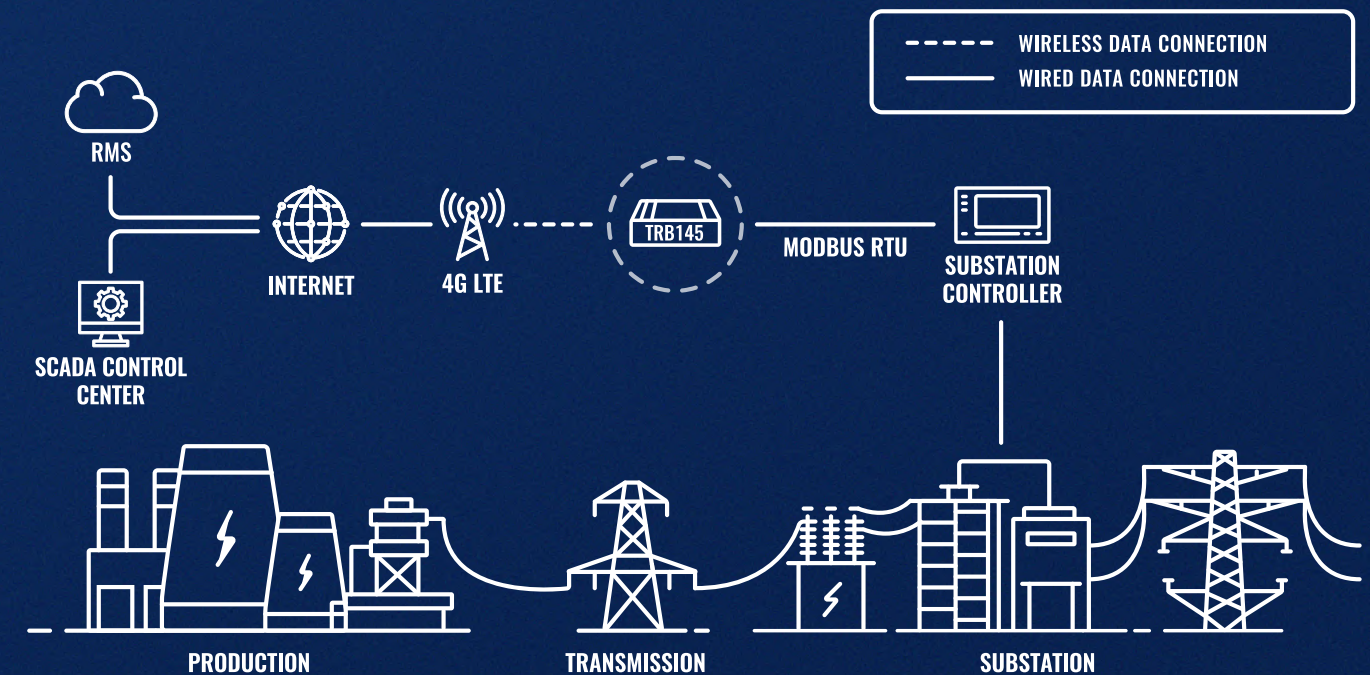 WIRELESS DATA CONNECTION
WIRED DATA CONNECTION
RMS
TRB145
MODBUS RTU
SUBSTATION
CONTROLLER
INTERNET
4G LTE
SCADA CONTROL
CENTER
PRODUCTION
TRANSMISSION
SUBSTATION